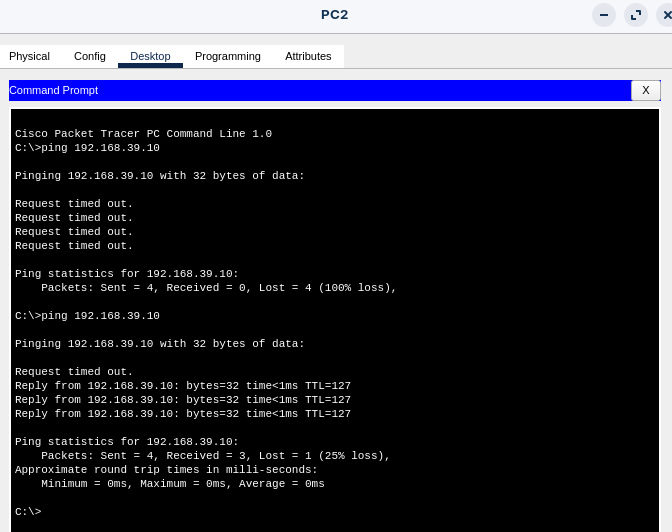 PC2
Physical Config Desktop Programming Attributes
Command Prompt X
Cisco Packet Tracer PC Command Line 1.0
C:\>ping 192.168.39.10
Pinging 192.168.39.10 with 32 bytes of data:
Request timed out.
Request timed out.
Request timed out.
Request timed out.
Ping statistics for 192.168.39.10:
    Packets: Sent = 4, Received = 0, Lost = 4 (100% loss),
C:\>ping 192.168.39.10
Pinging 192.168.39.10 with 32 bytes of data:
Request timed out.
Reply from 192.168.39.10: bytes=32 time<1ms TTL=127
Reply from 192.168.39.10: bytes=32 time<1ms TTL=127
Reply from 192.168.39.10: bytes=32 time<1ms TTL=127
Ping statistics for 192.168.39.10:
    Packets: Sent = 4, Received = 3, Lost = 1 (25% loss),
Approximate round trip times in milli-seconds:
    Minimum = 0ms, Maximum = 0ms, Average = 0ms
C:\>